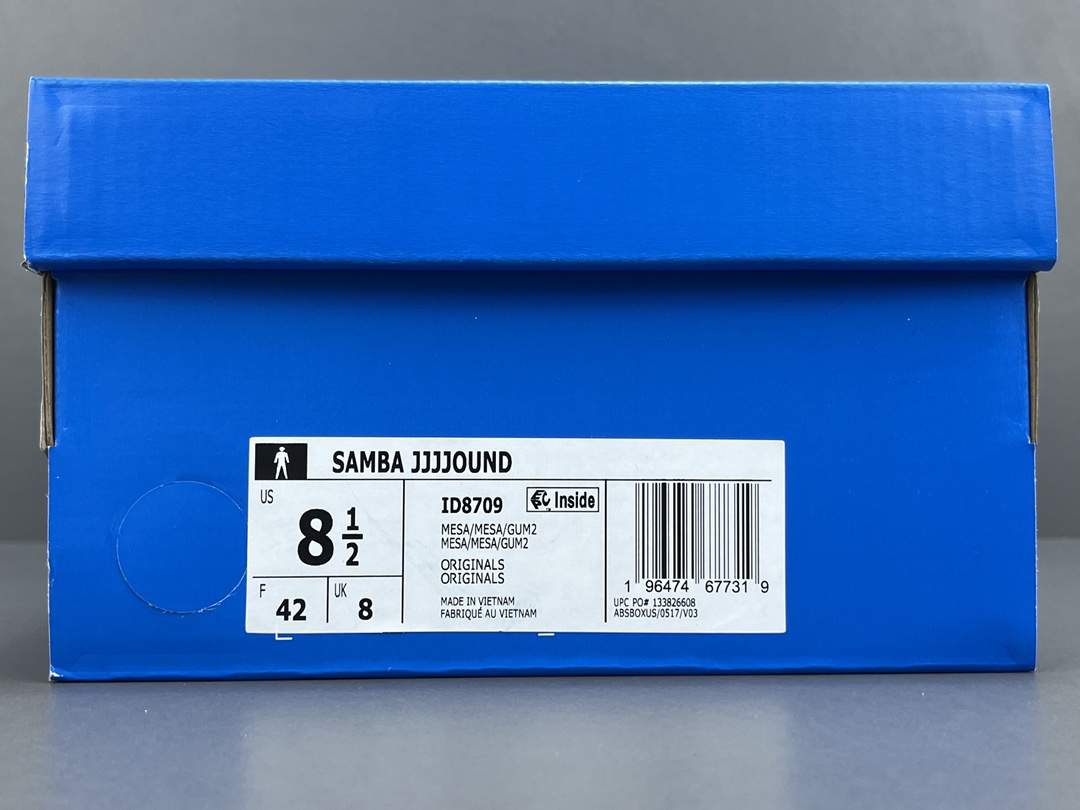 SAMBA JJJJOUND
US
8 1/2
F
42
UK
8
ID8709
Inside
MESA/MESA/GUM2
MESA/MESA/GUM2
ORIGINALS
ORIGINALS
MADE IN VIETNAM
FABRIQUÉ AU VIETNAM
1 96474 67731 9
UPC PO# 133826608
ABSBOXUS/0517/V03